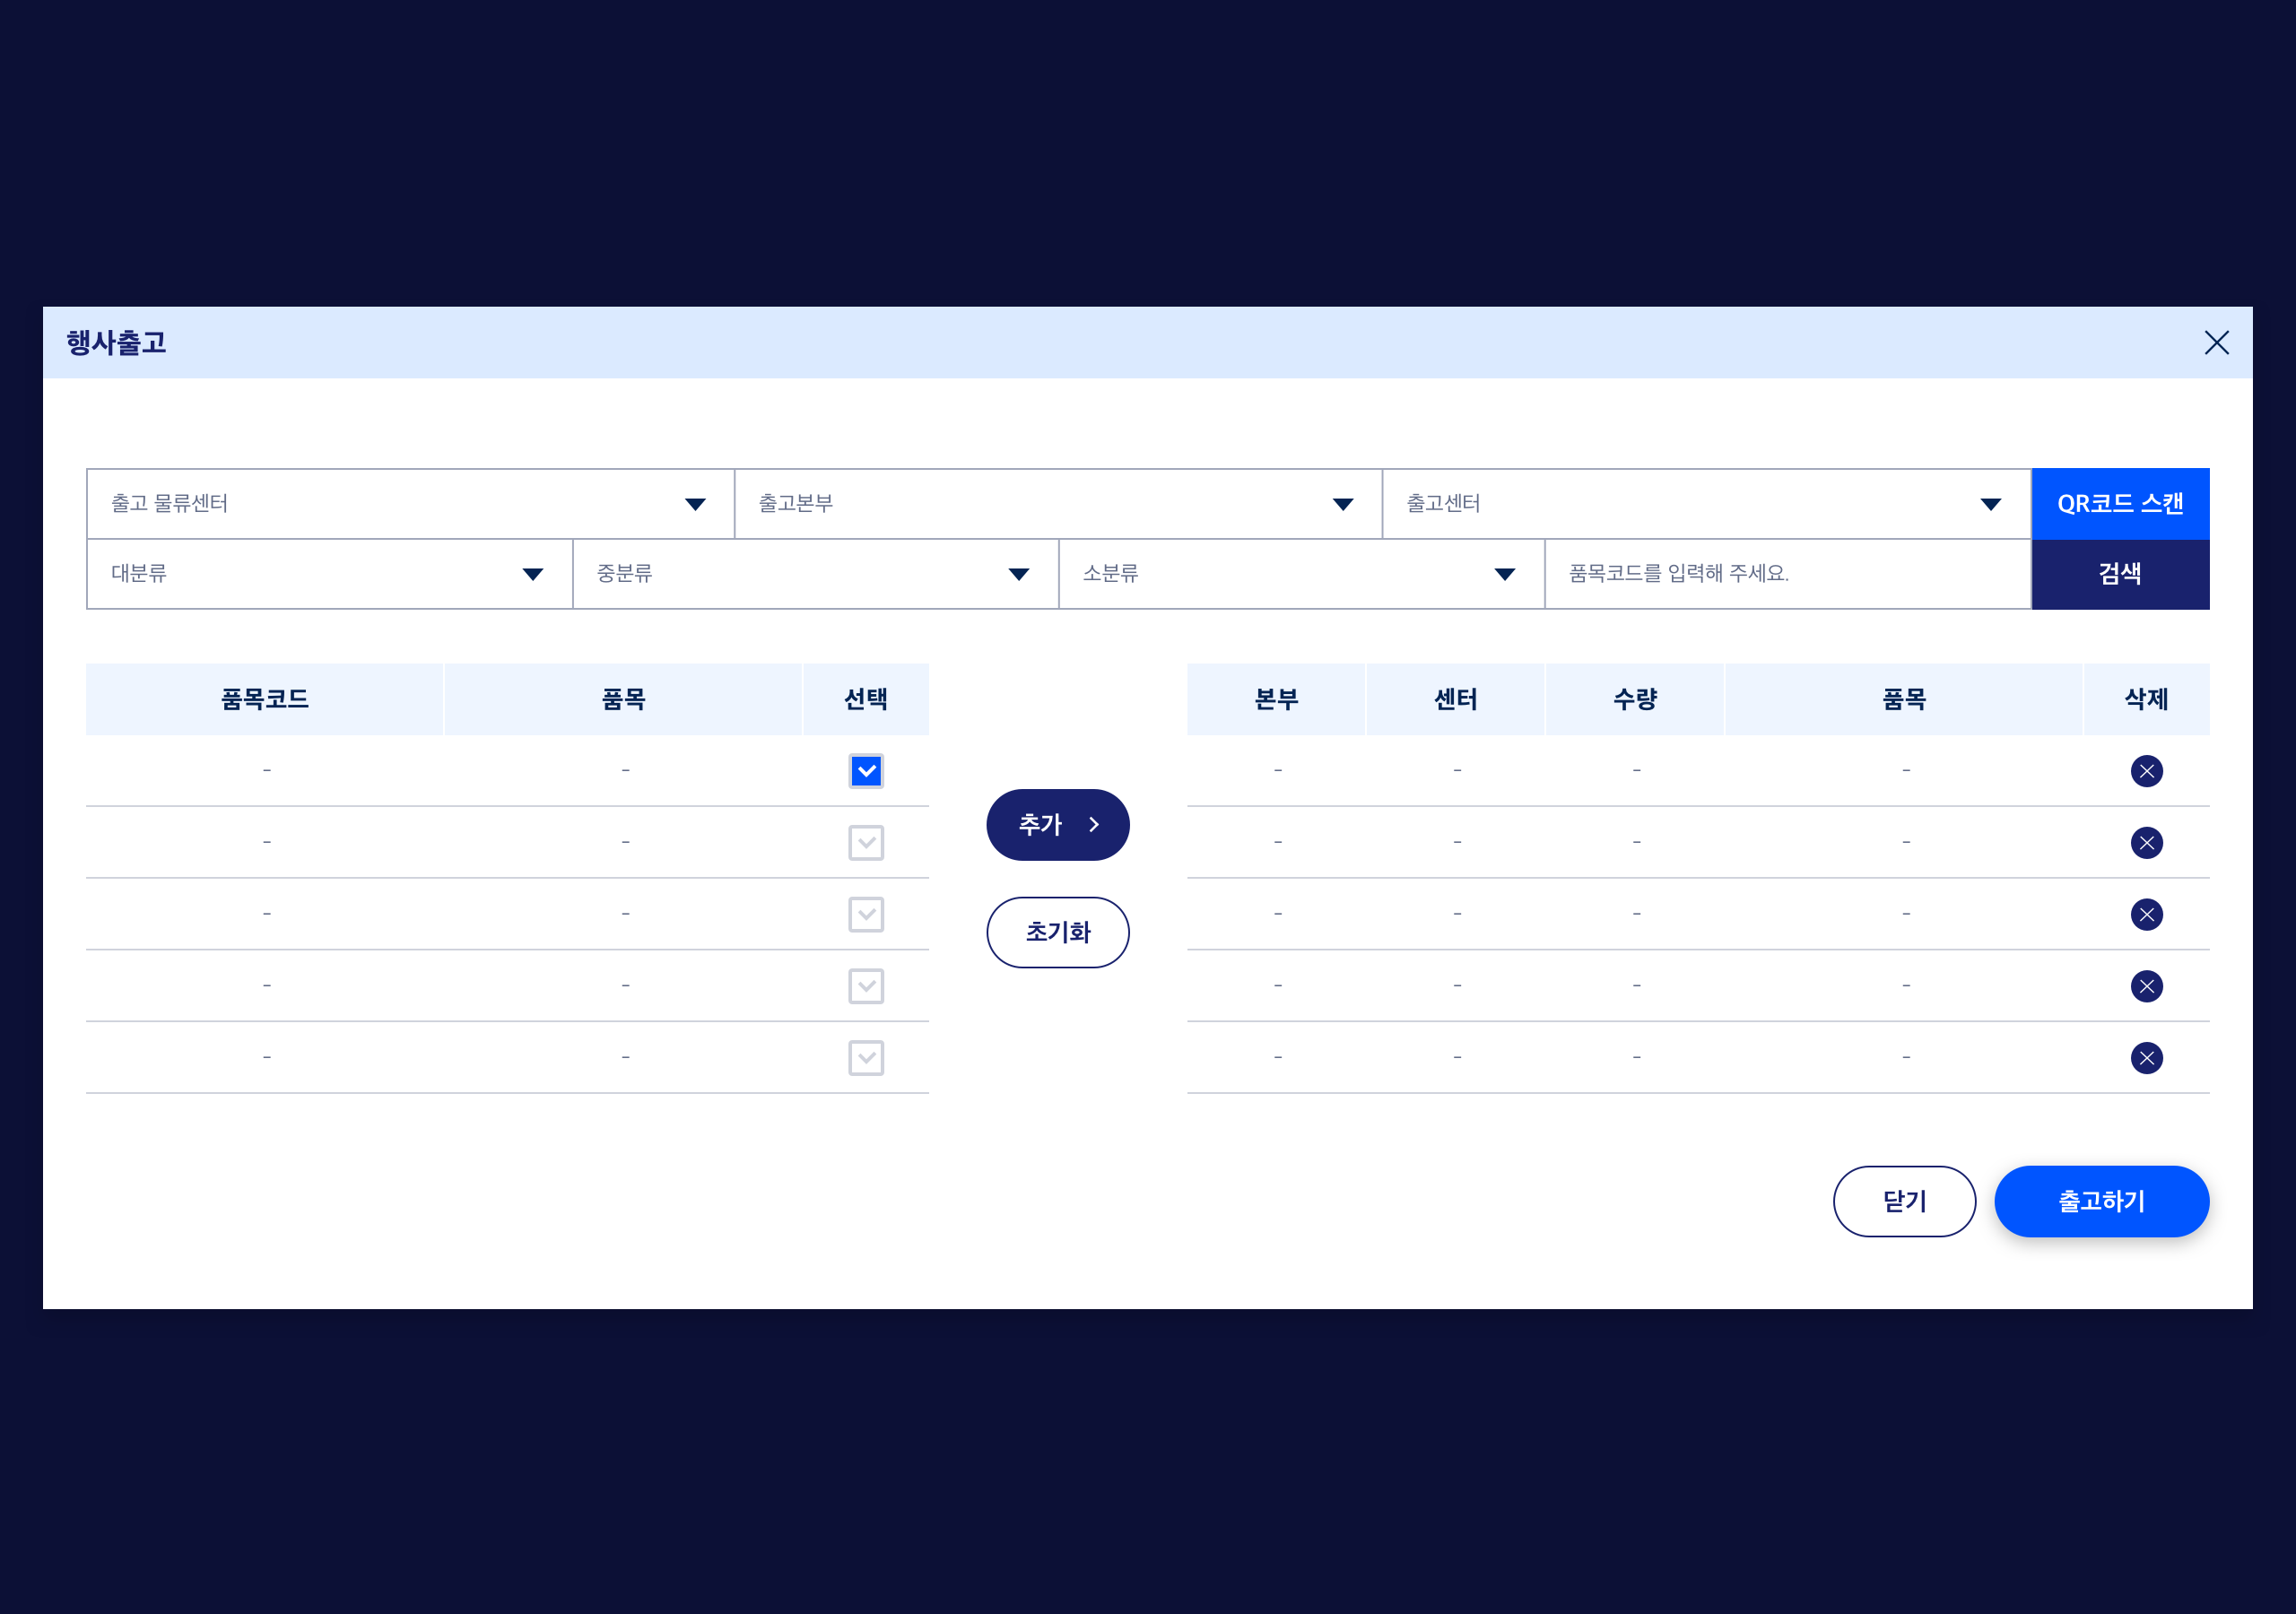 행사출고
출고 물류센터 출고본부 출고센터 QR코드 스캔
대분류 중분류 소분류 품목코드를 입력해 주세요. 검색
품목코드 품목 선택
- -
- -
- -
- -
- -
추가
초기화
본부 센터 수량 품목 삭제
- - - -
- - - -
- - - -
- - - -
- - - -
닫기 출고하기